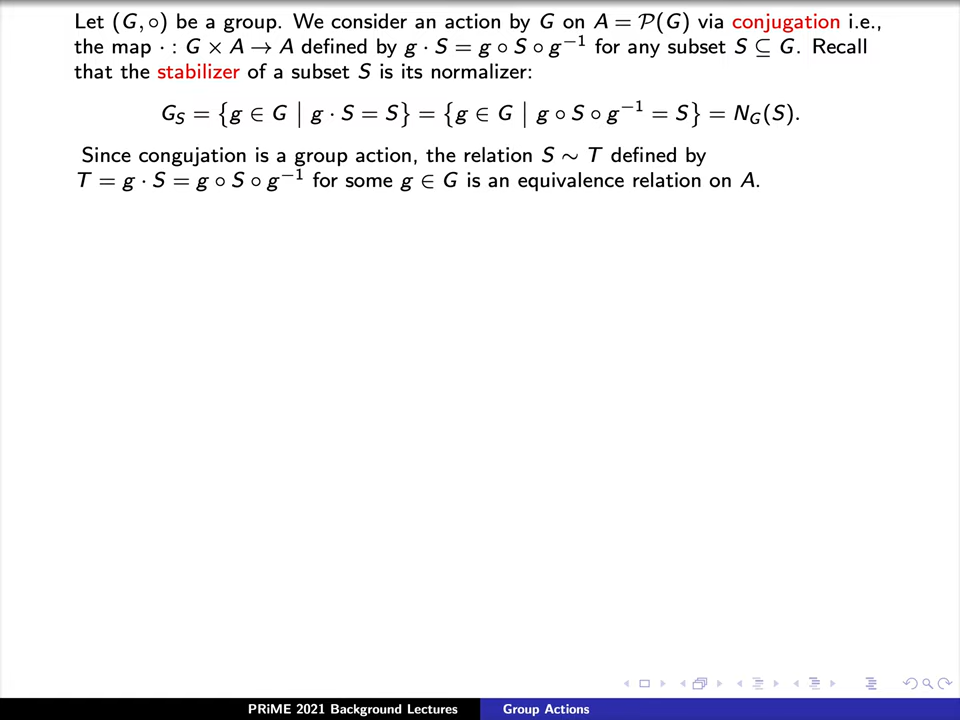 Let (G, ∘) be a group. We consider an action by G on A = 𝒫(G) via conjugation i.e.,
the map · : G × A → A defined by g · S = g ∘ S ∘ g⁻¹ for any subset S ⊆ G. Recall
that the stabilizer of a subset S is its normalizer:
G_S = {g ∈ G | g · S = S} = {g ∈ G | g ∘ S ∘ g⁻¹ = S} = N_G(S).
Since congujation is a group action, the relation S ∼ T defined by
T = g · S = g ∘ S ∘ g⁻¹ for some g ∈ G is an equivalence relation on A.
PRiME 2021 Background Lectures
Group Actions